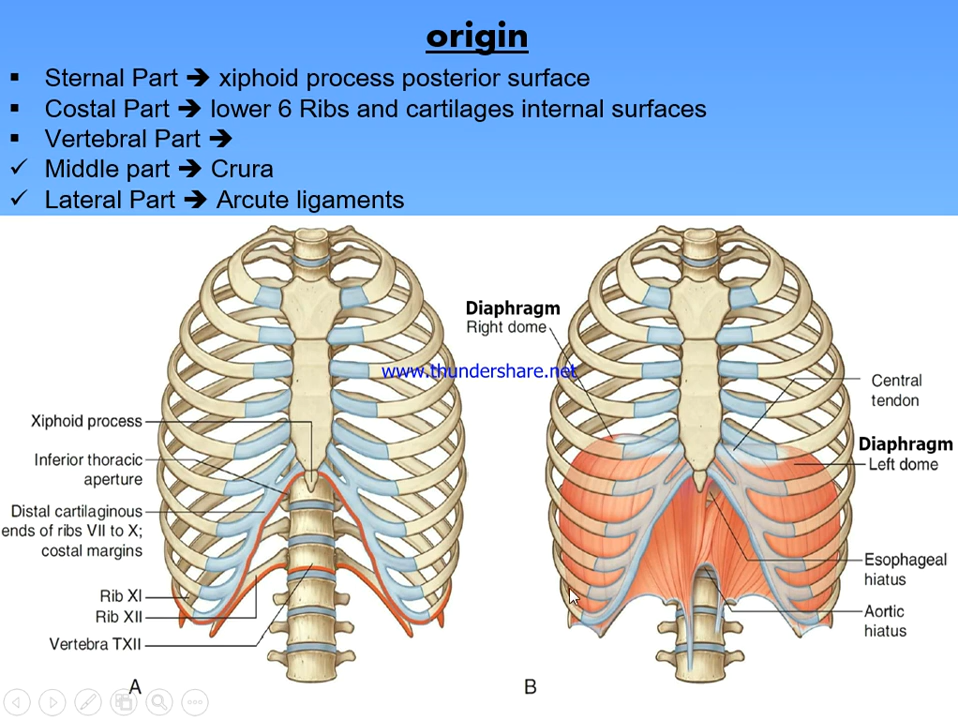 origin
▪ Sternal Part ➔ xiphoid process posterior surface
▪ Costal Part ➔ lower 6 Ribs and cartilages internal surfaces
▪ Vertebral Part ➔
✓ Middle part ➔ Crura
✓ Lateral Part ➔ Arcute ligaments
Diaphragm
Right dome
www.thundershare.net
Central
tendon
Xiphoid process
Diaphragm
Left dome
Inferior thoracic
aperture
Distal cartilaginous
ends of ribs VII to X;
costal margins
Esophageal
hiatus
Rib XI
Rib XII
Aortic
hiatus
Vertebra TXII
A
B